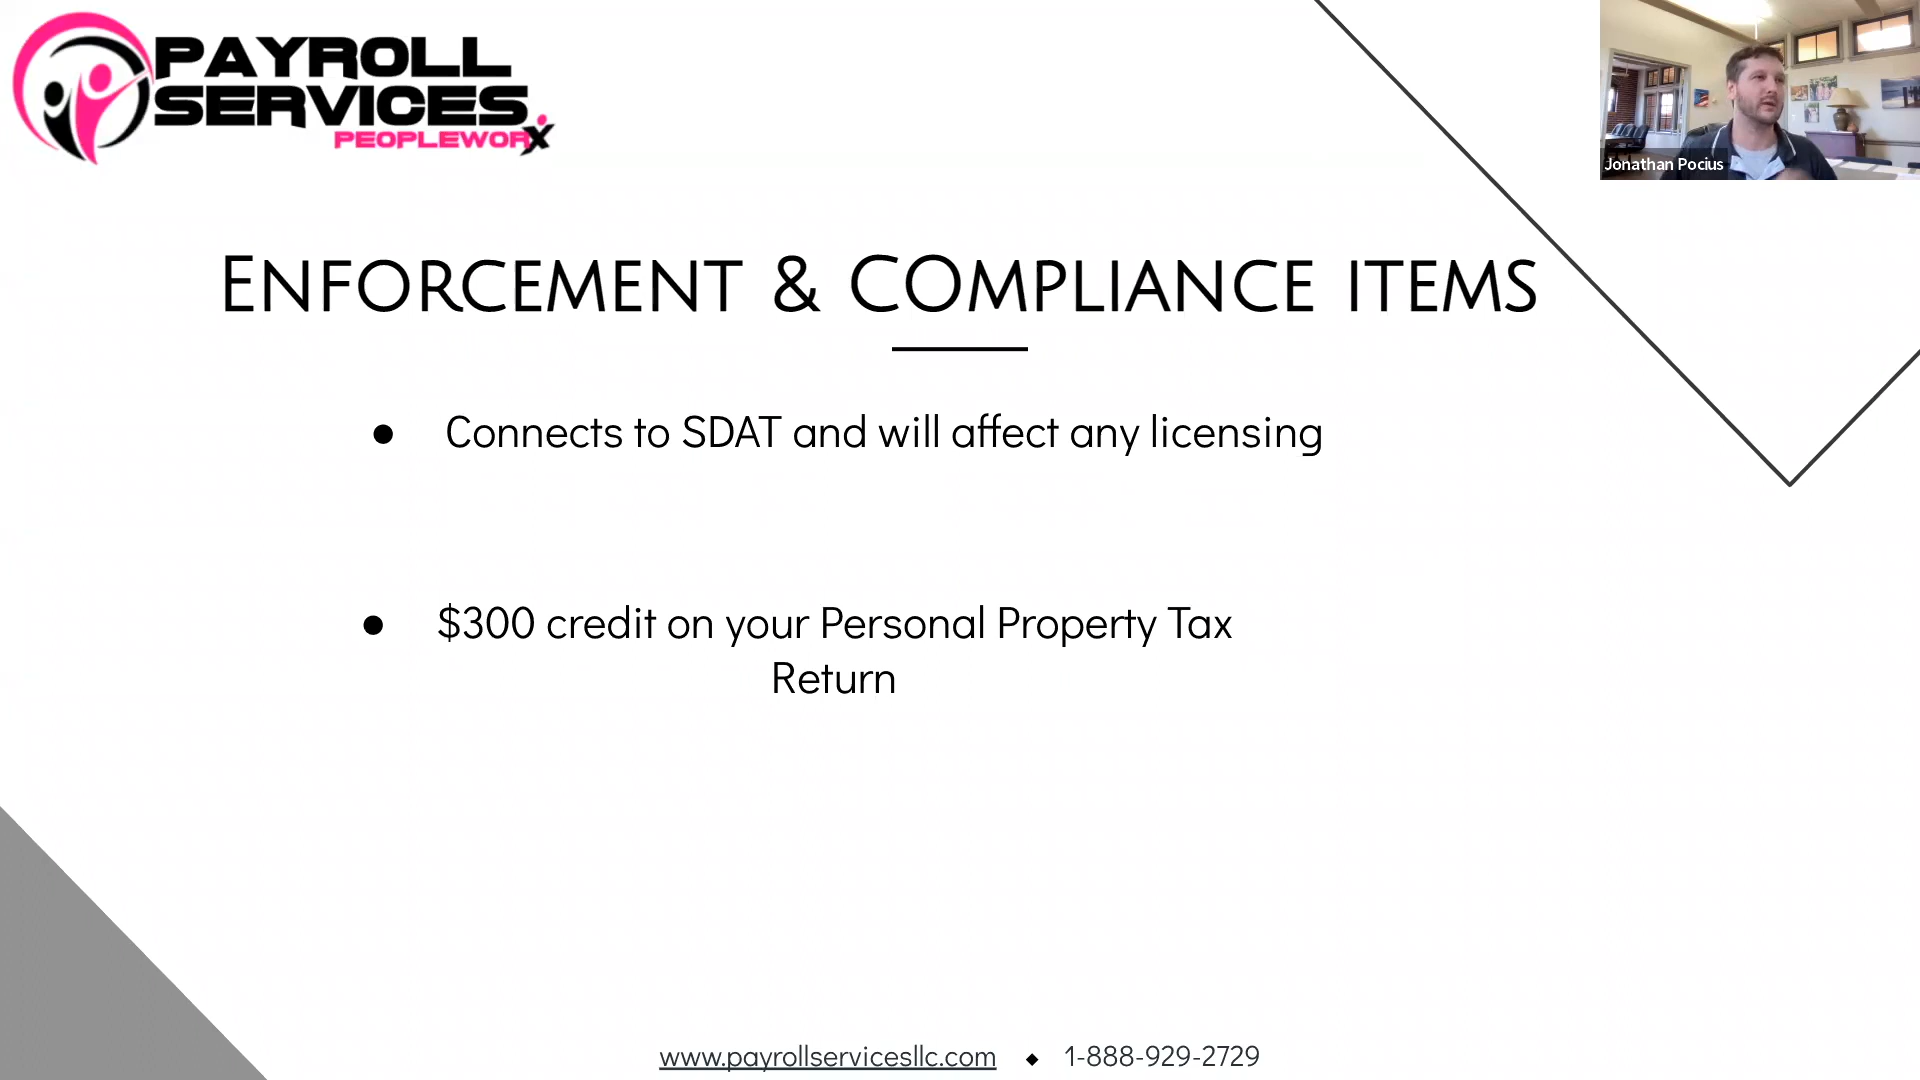 PAYROLL
SERVICES
PEOPLEWORX
Jonathan Pocius
ENFORCEMENT & COMPLIANCE ITEMS
● Connects to SDAT and will affect any licensing
● $300 credit on your Personal Property Tax
Return
www.payrollservicesllc.com ◆ 1-888-929-2729